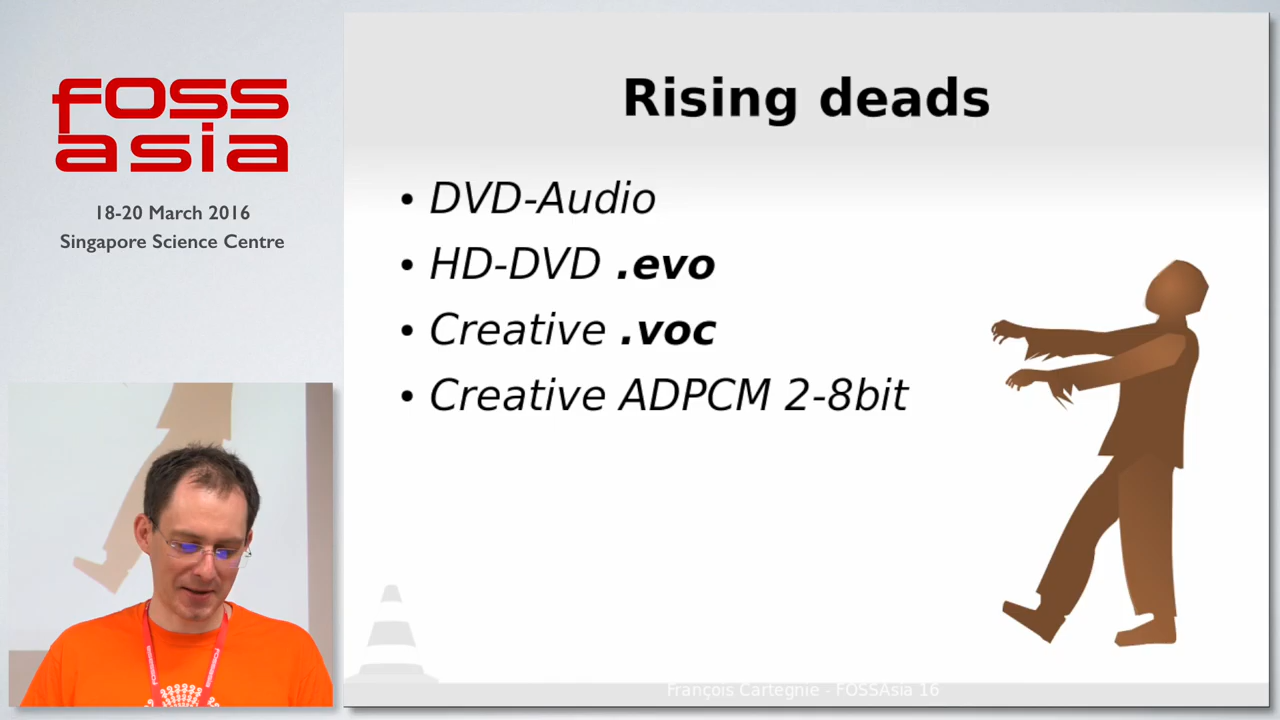 foss
asia
18-20 March 2016
Singapore Science Centre
Rising deads
• DVD-Audio
• HD-DVD .evo
• Creative .voc
• Creative ADPCM 2-8bit
François Cartegnie - FOSSAsia 16